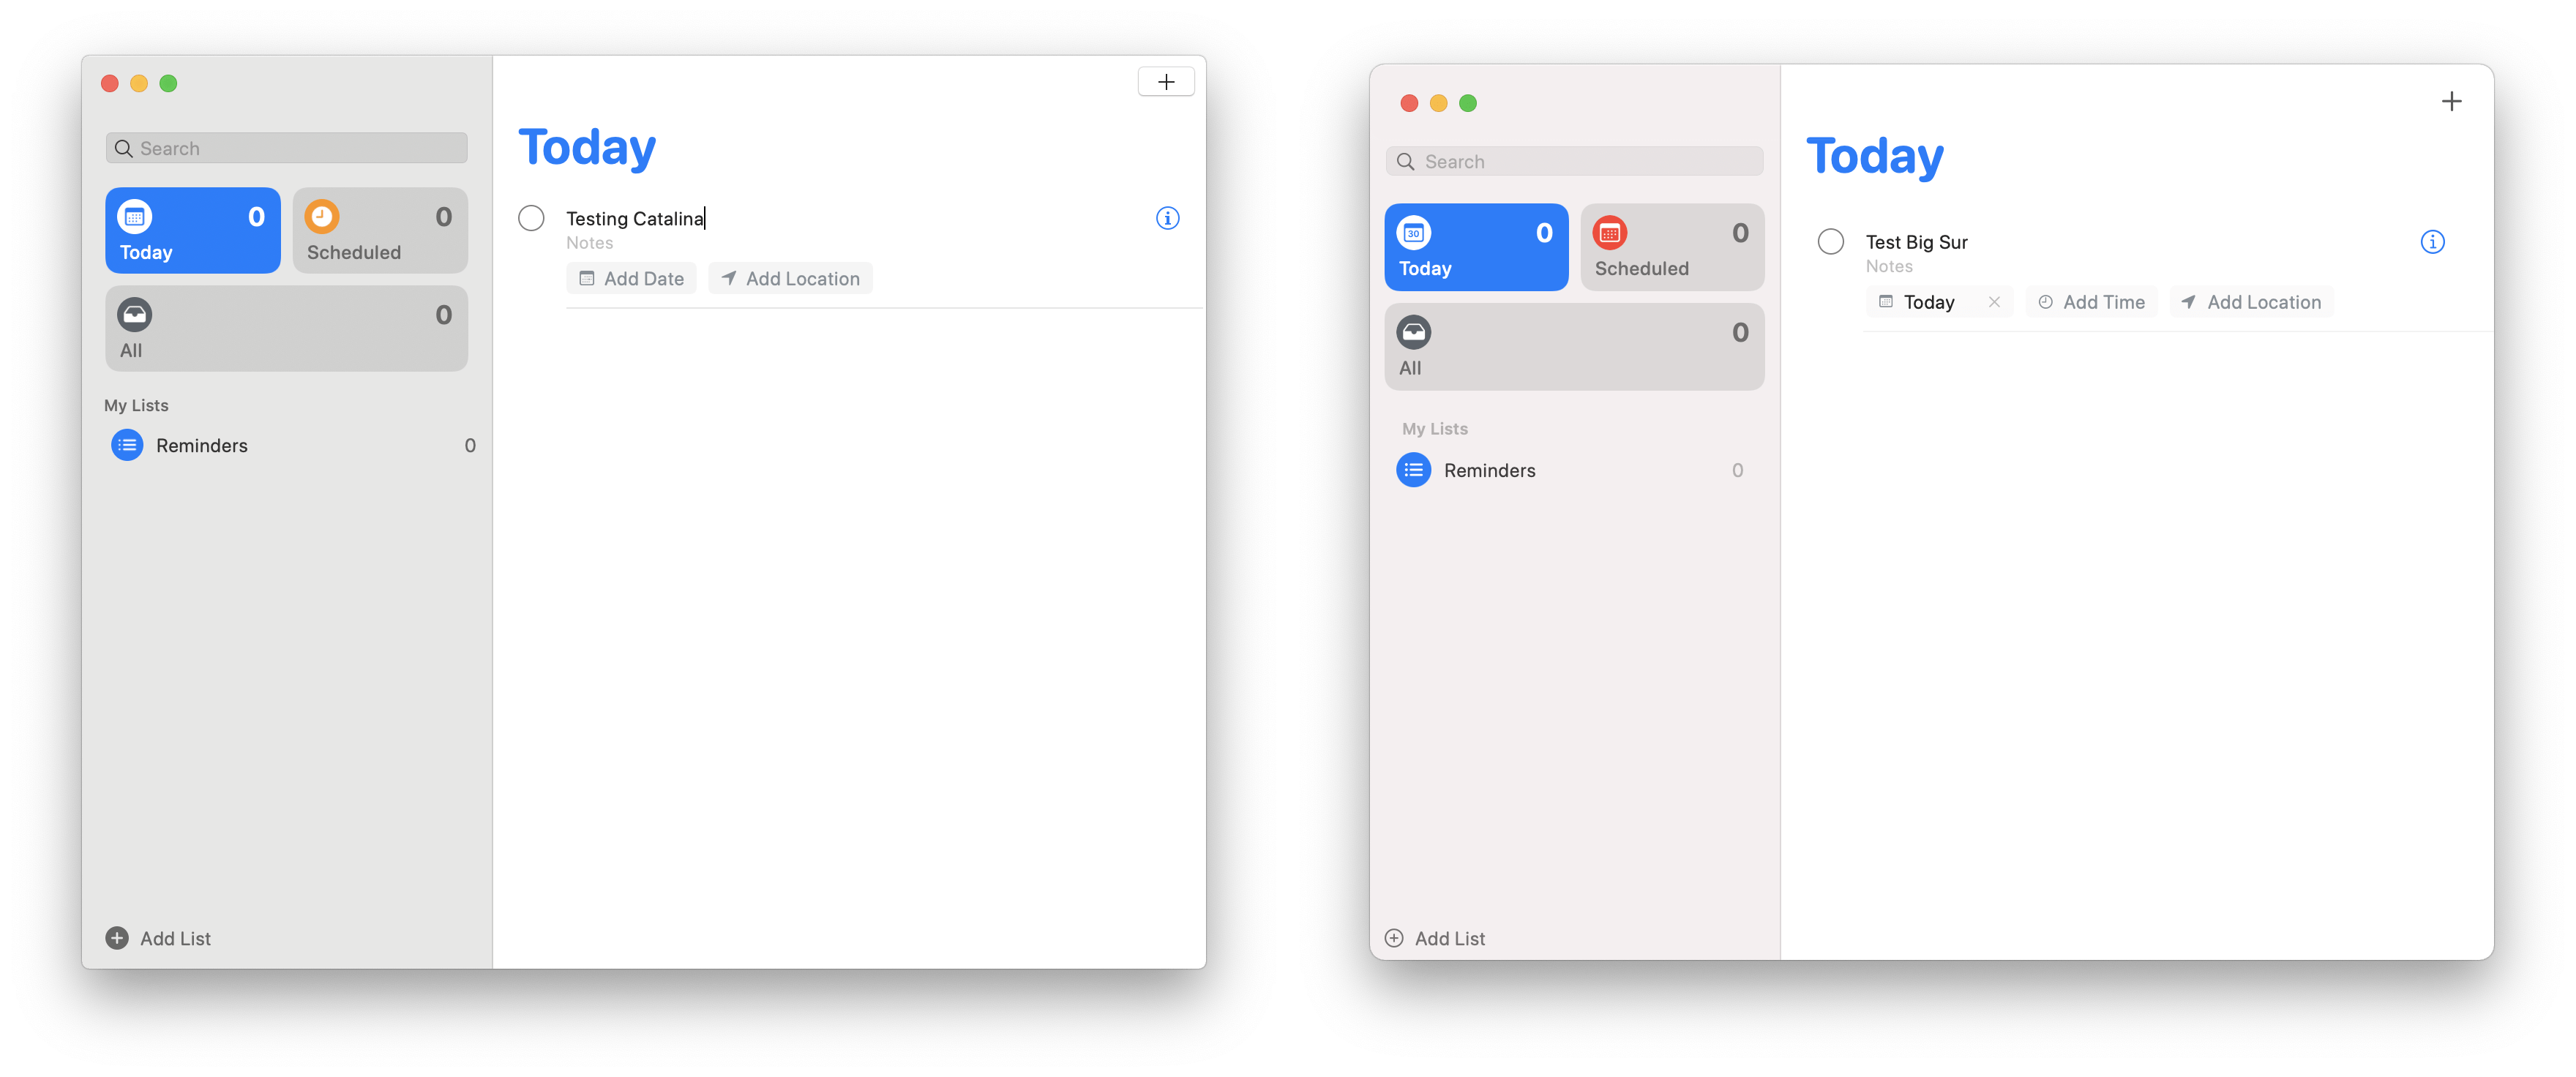 Search
Today 0
Scheduled 0
All 0
My Lists
Reminders 0
Add List
Today
Testing Catalina
Notes
Add Date Add Location
Search
30
Today 0
Scheduled 0
All 0
My Lists
Reminders 0
Add List
Today
Test Big Sur
Notes
Today Add Time Add Location